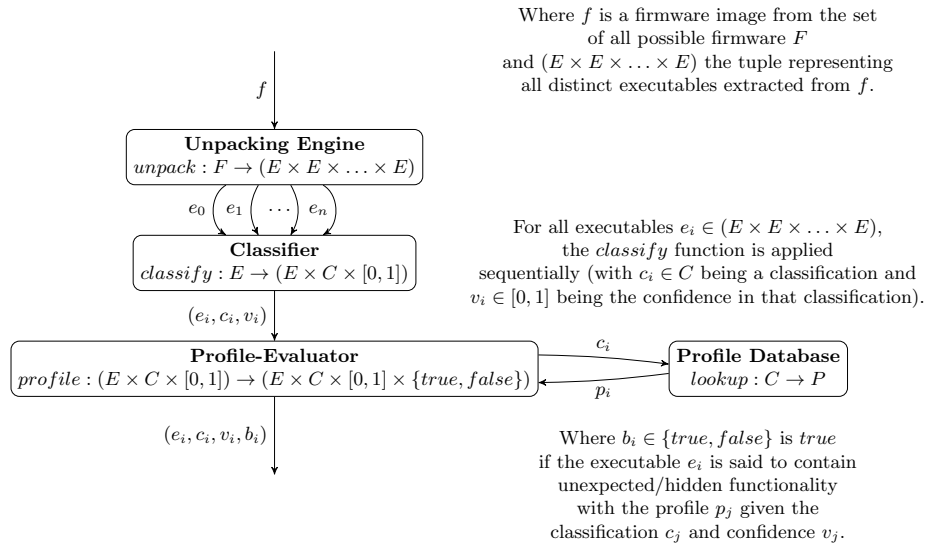 Where f is a firmware image from the set
of all possible firmware F
and (E × E × . . . × E) the tuple representing
all distinct executables extracted from f.
f
Unpacking Engine
unpack : F → (E × E × . . . × E)
e₀ e₁ . . . eₙ
For all executables eᵢ ∈ (E × E × . . . × E),
the classify function is applied
sequentially (with cᵢ ∈ C being a classification and
vᵢ ∈ [0, 1] being the confidence in that classification).
Classifier
classify : E → (E × C × [0, 1])
(eᵢ, cᵢ, vᵢ)
Profile-Evaluator
profile : (E × C × [0, 1]) → (E × C × [0, 1] × {true, false})
cᵢ
pᵢ
Profile Database
lookup : C → P
(eᵢ, cᵢ, vᵢ, bᵢ)
Where bᵢ ∈ {true, false} is true
if the executable eᵢ is said to contain
unexpected/hidden functionality
with the profile pⱼ given the
classification cⱼ and confidence vⱼ.